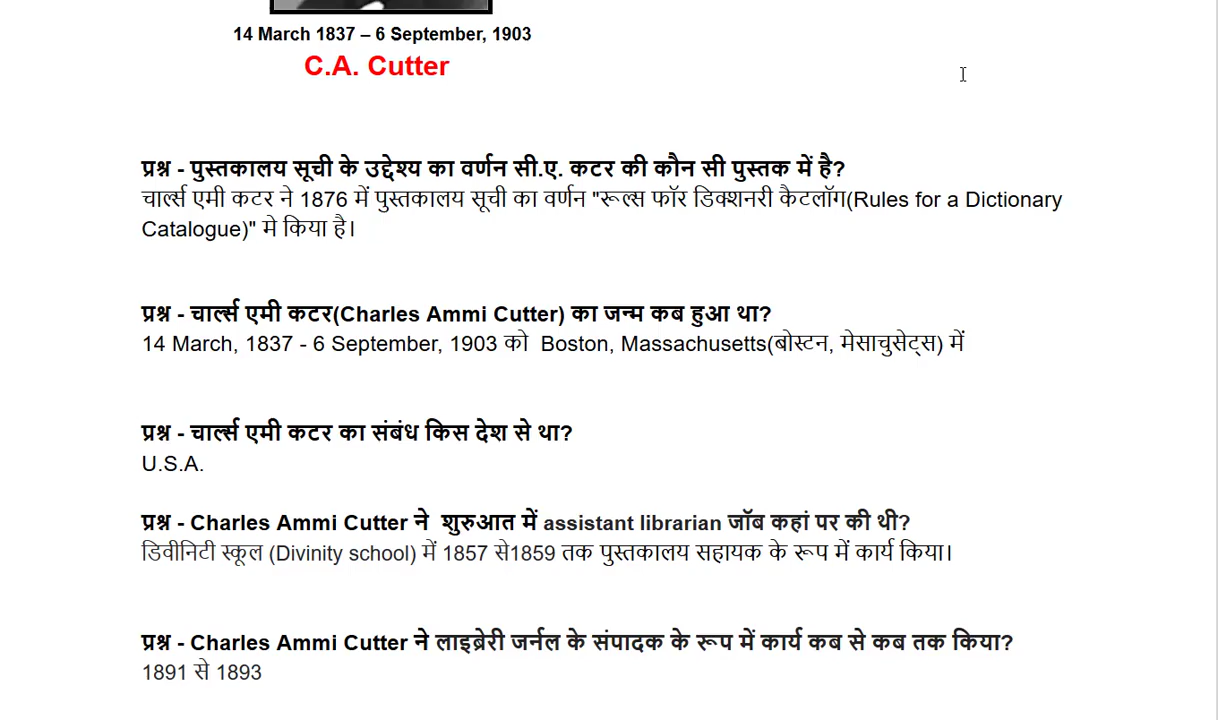 14 March 1837 – 6 September, 1903
C.A. Cutter
प्रश्न - पुस्तकालय सूची के उद्देश्य का वर्णन सी.ए. कटर की कौन सी पुस्तक में है?
चार्ल्स एमी कटर ने 1876 में पुस्तकालय सूची का वर्णन "रूल्स फॉर डिक्शनरी कैटलॉग(Rules for a Dictionary
Catalogue)" मे किया है।
प्रश्न - चार्ल्स एमी कटर(Charles Ammi Cutter) का जन्म कब हुआ था?
14 March, 1837 - 6 September, 1903 को  Boston, Massachusetts(बोस्टन, मेसाचुसेट्स) में
प्रश्न - चार्ल्स एमी कटर का संबंध किस देश से था?
U.S.A.
प्रश्न - Charles Ammi Cutter ने  शुरुआत में assistant librarian जॉब कहां पर की थी?
डिवीनिटी स्कूल (Divinity school) में 1857 से1859 तक पुस्तकालय सहायक के रूप में कार्य किया।
प्रश्न - Charles Ammi Cutter ने लाइब्रेरी जर्नल के संपादक के रूप में कार्य कब से कब तक किया?
1891 से 1893